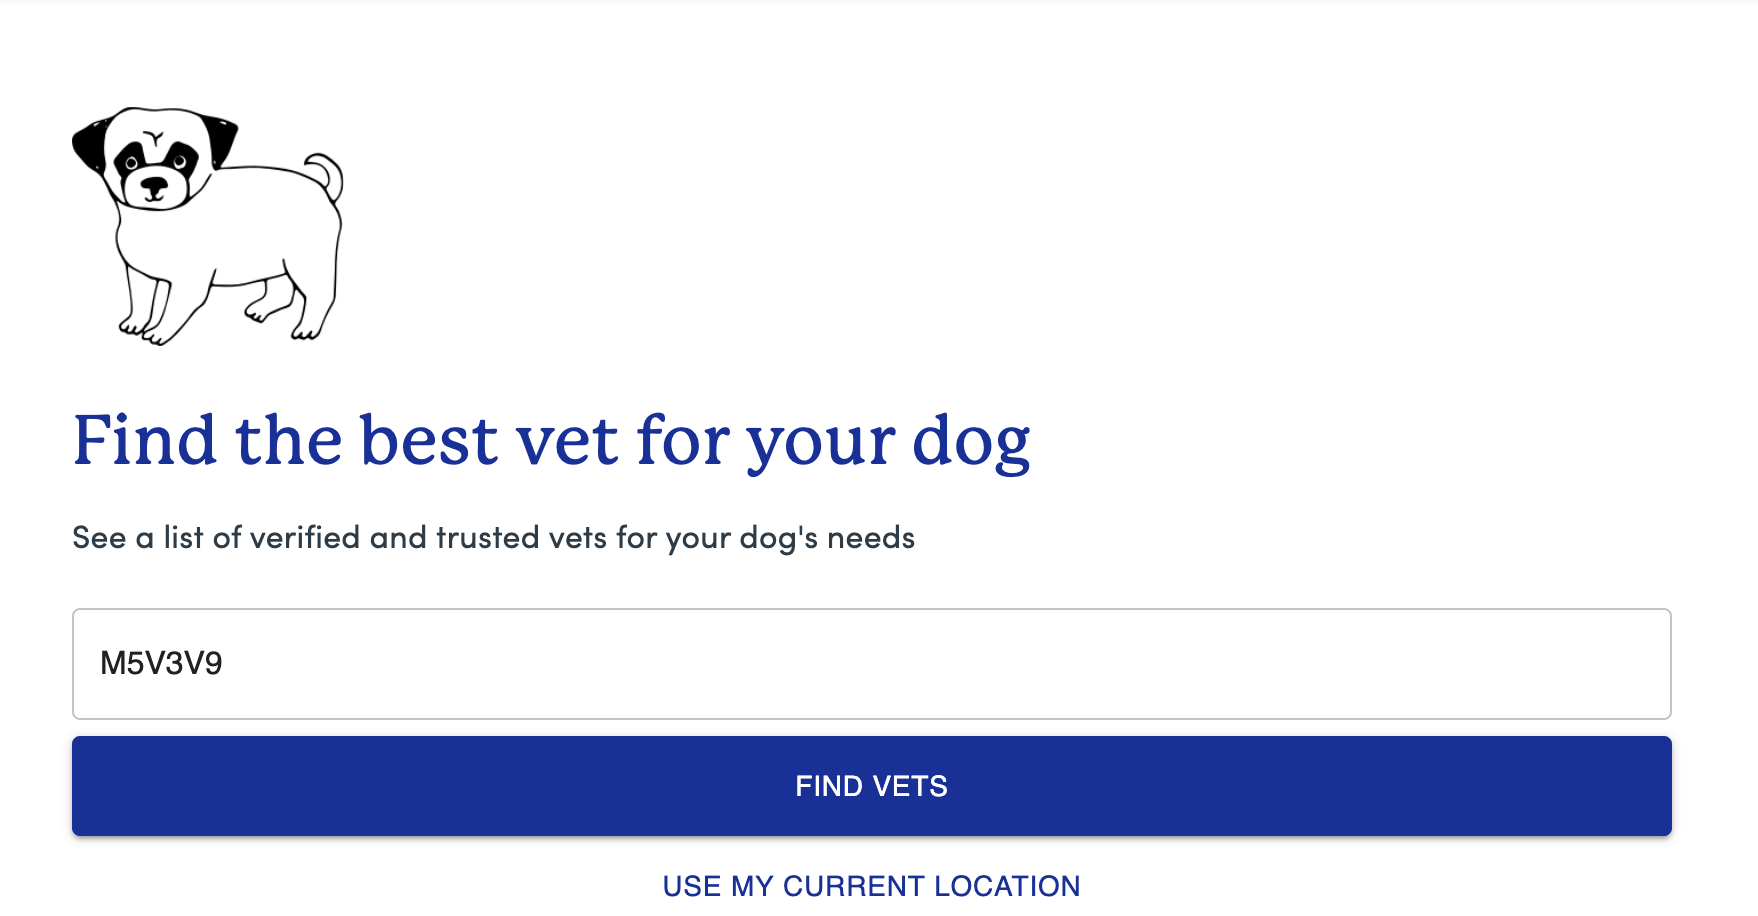 Find the best vet for your dog
See a list of verified and trusted vets for your dog's needs
M5V3V9
FIND VETS
USE MY CURRENT LOCATION